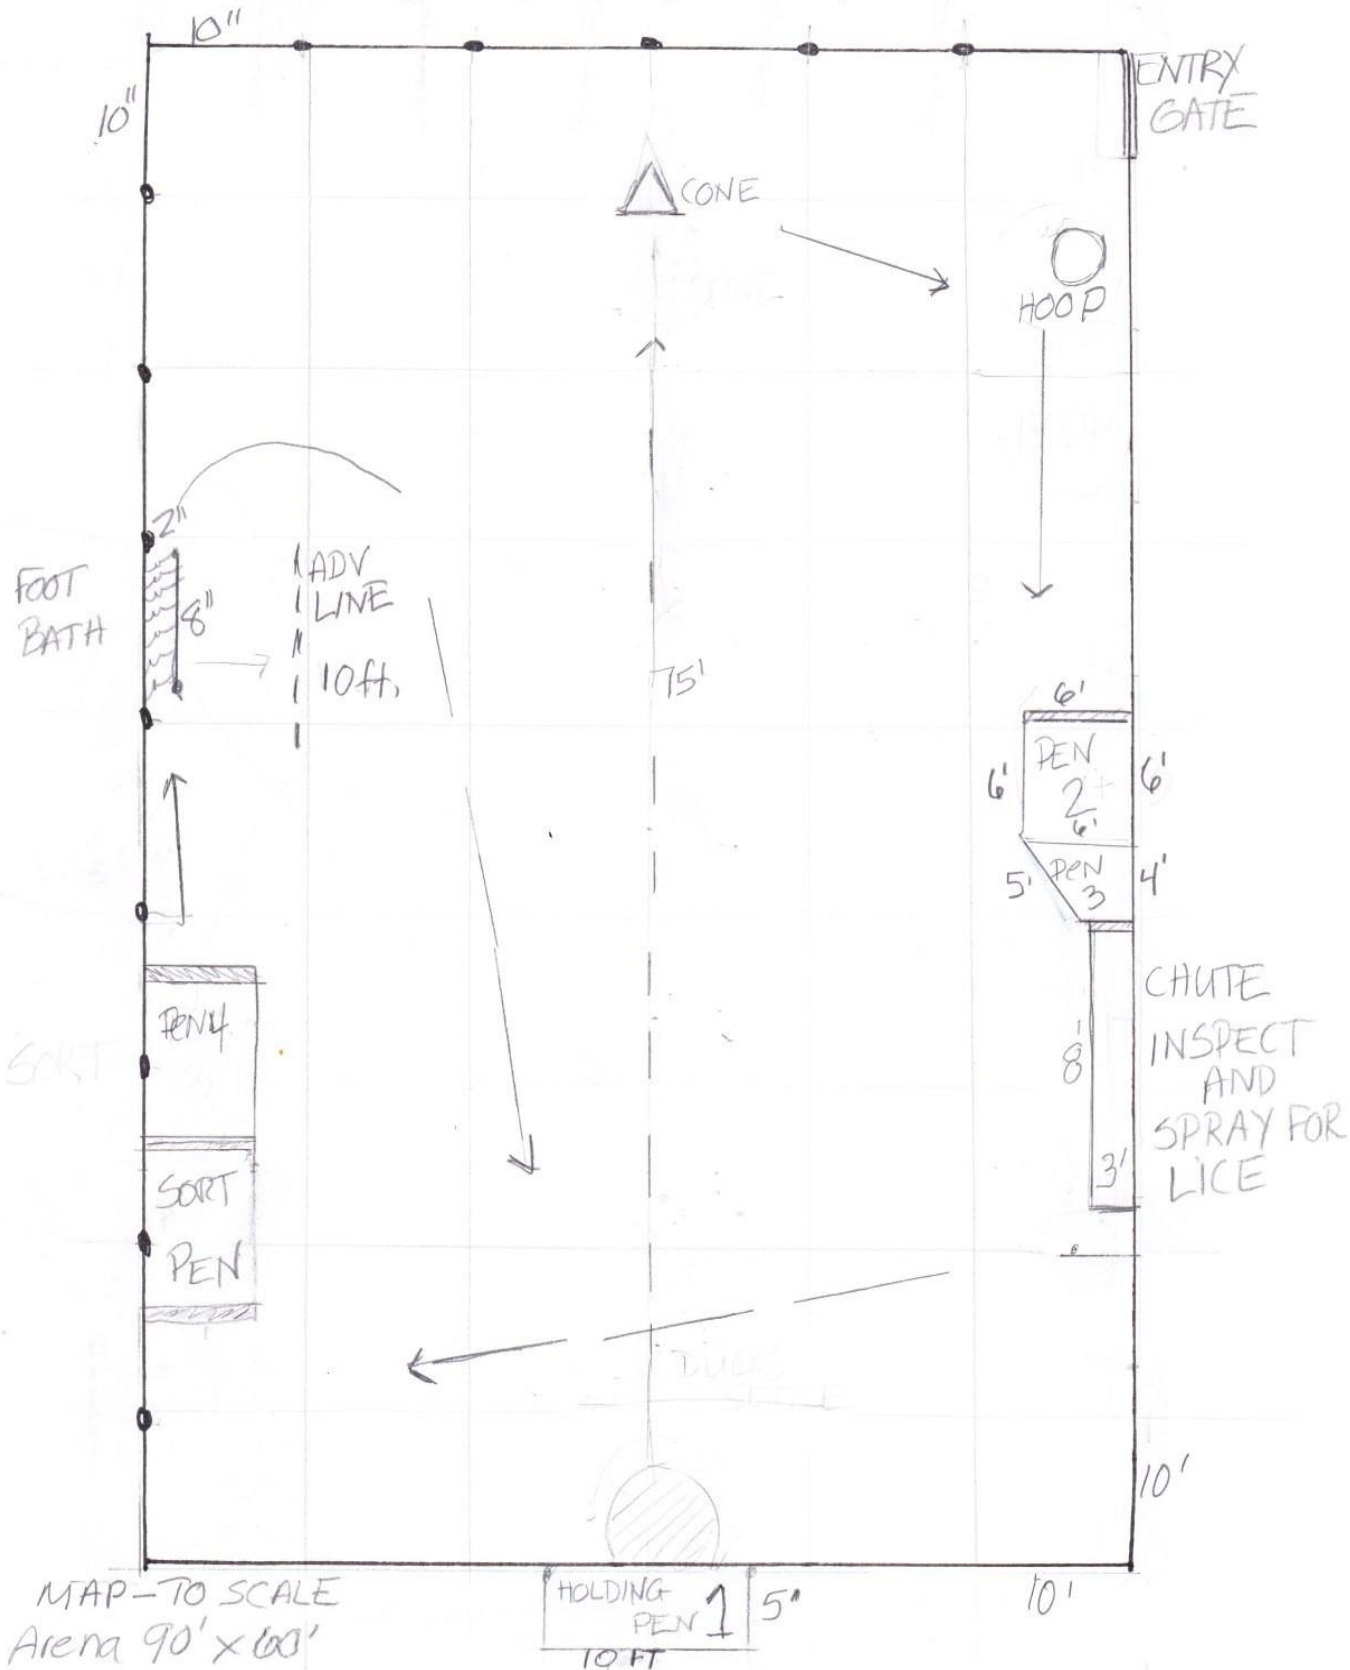 10"
10"
ENTRY
GATE
CONE
HOOP
2"
FOOT
BATH
8"
ADV
LINE
10ft.
75'
6'
6'
PEN
2
6'
6'
5'
PEN
3
4'
PEN4
SORT
SORT
PEN
CHUTE
INSPECT
AND
SPRAY FOR
LICE
8'
3'
10'
MAP-TO SCALE
Arena 90' x 60'
HOLDING
PEN 1
5"
10 FT
10'